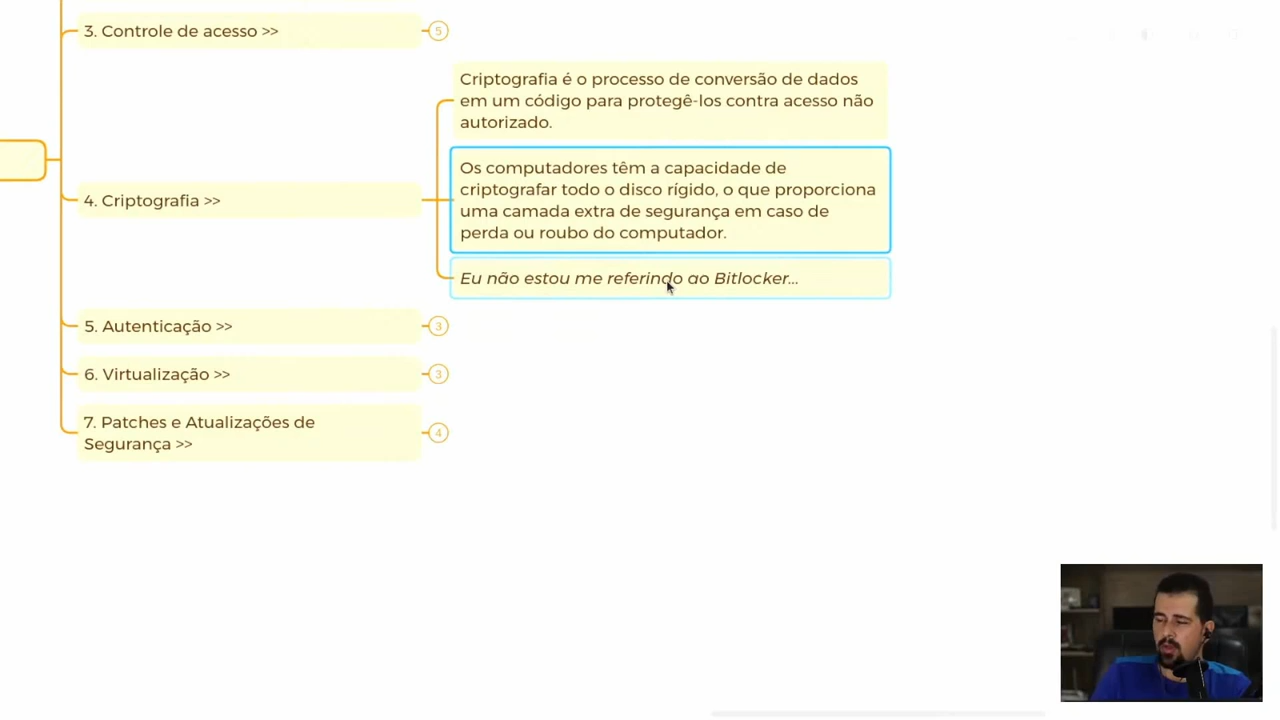 3. Controle de acesso >>
5
Criptografia é o processo de conversão de dados
em um código para protegê-los contra acesso não
autorizado.
4. Criptografia >>
Os computadores têm a capacidade de
criptografar todo o disco rígido, o que proporciona
uma camada extra de segurança em caso de
perda ou roubo do computador.
Eu não estou me referindo ao Bitlocker...
5. Autenticação >>
3
6. Virtualização >>
3
7. Patches e Atualizações de
Segurança >>
4